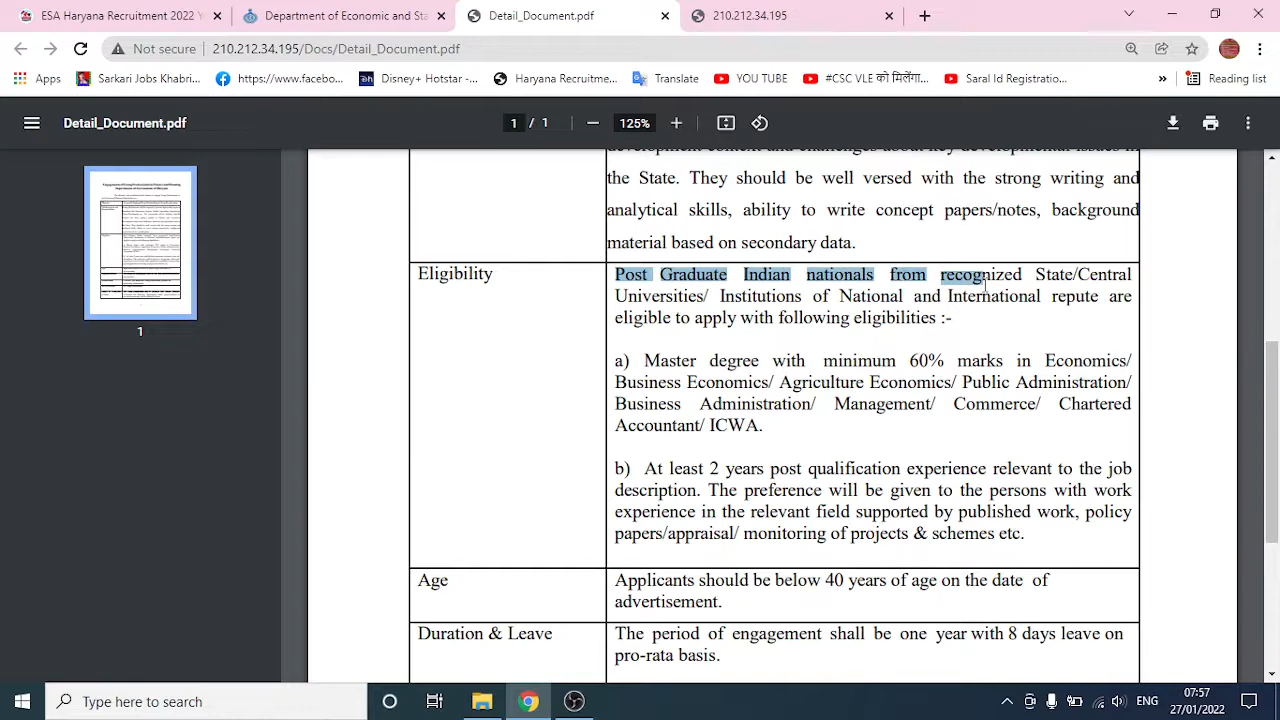 ESA Haryana Recruitment 2022
Department of Economic and Sta
Detail_Document.pdf
210.212.34.195
Not secure
210.212.34.195/Docs/Detail_Document.pdf
Apps
Sarkari Jobs Khabri...
https://www.facebo...
Disney+ Hotstar -...
Haryana Recruitme...
Translate
YOU TUBE
#CSC VLE को मिलेंगा...
Saral Id Registratio...
»
Reading list
Detail_Document.pdf
1 / 1
125%
the State. They should be well versed with the strong writing and
analytical skills, ability to write concept papers/notes, background
material based on secondary data.
Eligibility
Post Graduate Indian nationals from recognized State/Central
Universities/ Institutions of National and International repute are
eligible to apply with following eligibilities :-
a) Master degree with minimum 60% marks in Economics/
Business Economics/ Agriculture Economics/ Public Administration/
Business Administration/ Management/ Commerce/ Chartered
Accountant/ ICWA.
b) At least 2 years post qualification experience relevant to the job
description. The preference will be given to the persons with work
experience in the relevant field supported by published work, policy
papers/appraisal/ monitoring of projects & schemes etc.
Age
Applicants should be below 40 years of age on the date of
advertisement.
Duration & Leave
The period of engagement shall be one year with 8 days leave on
pro-rata basis.
1
Type here to search
ENG
07:57
27/01/2022